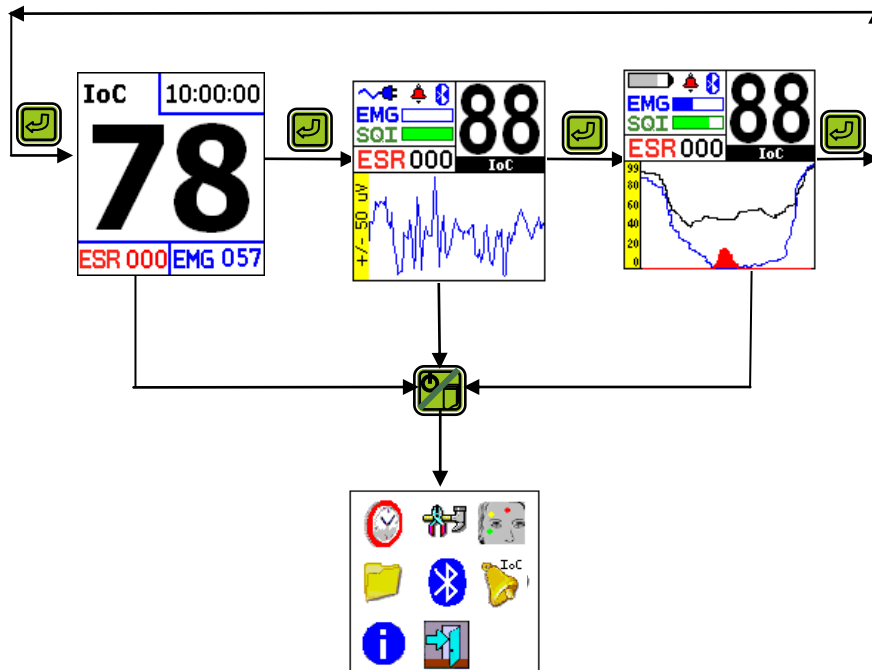 IoC 10:00:00
78
ESR 000 EMG 057
EMG
SQI
88
ESR 000
IoC
+/- 50 uV
EMG
SQI
88
ESR 000
IoC
99
80
60
40
20
0
IoC